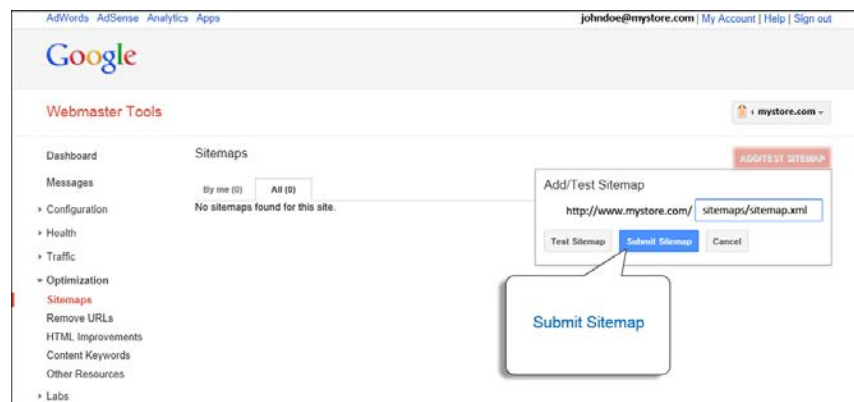 AdWords AdSense Analytics Apps
johndoe@mystore.com | My Account | Help | Sign out
Google
Webmaster Tools
mystore.com
Dashboard
Messages
Configuration
Health
Traffic
Optimization
Sitemaps
Remove URLs
HTML Improvements
Content Keywords
Other Resources
Labs
Sitemaps
ADD/TEST SITEMAP
By me (0) All (0)
No sitemaps found for this site.
Add/Test Sitemap
http://www.mystore.com/ sitemaps/sitemap.xml
Test Sitemap Submit Sitemap Cancel
Submit Sitemap